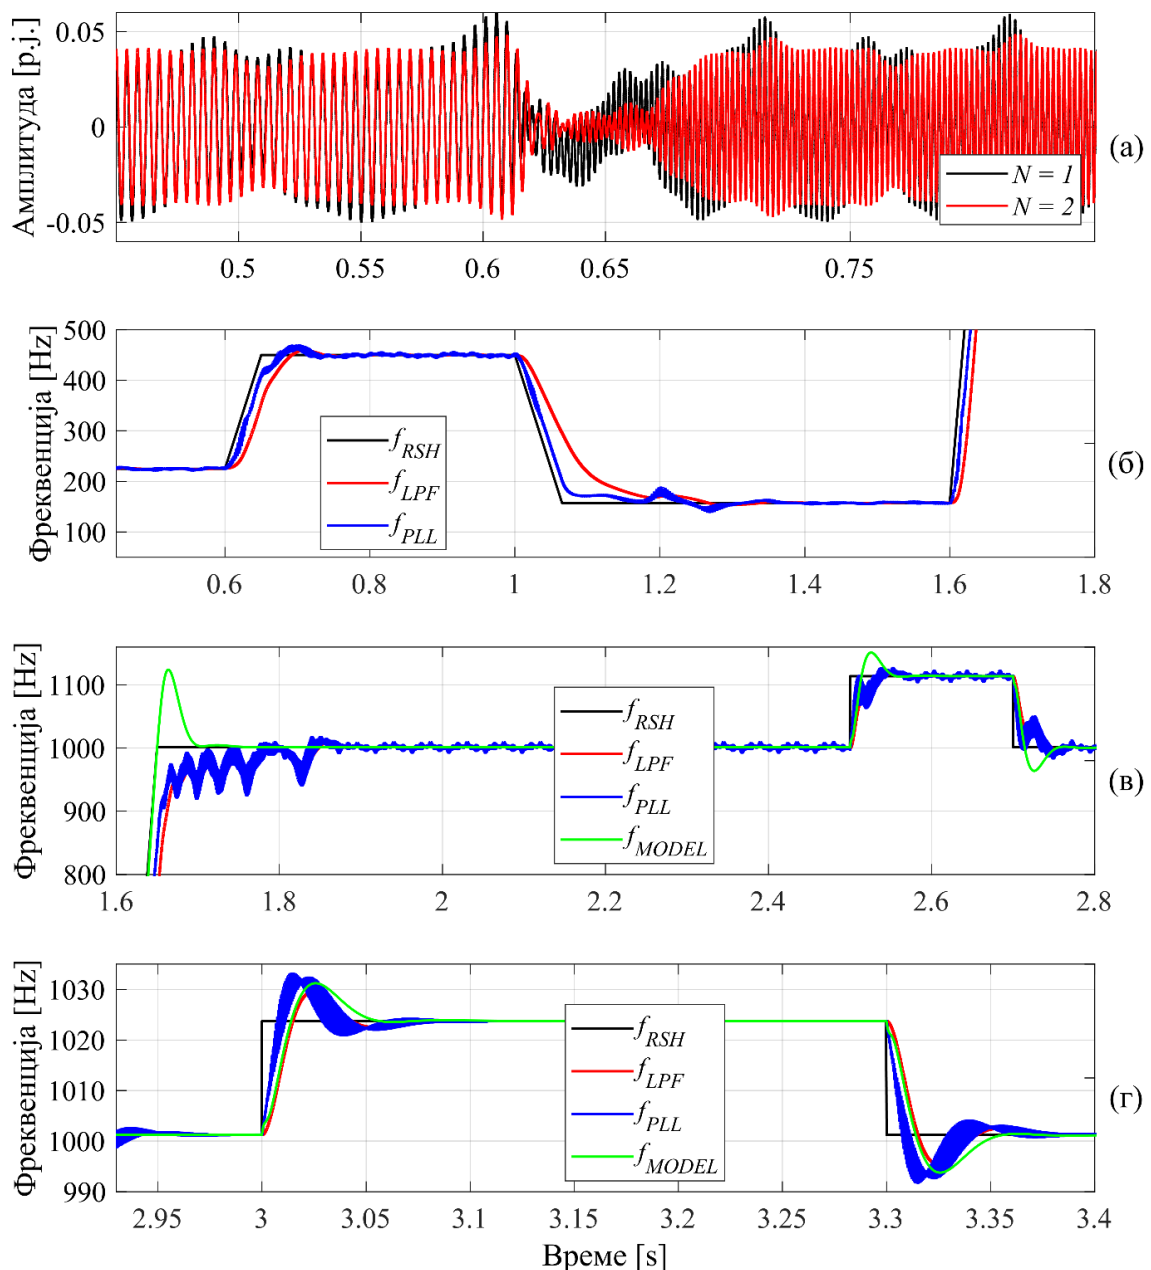 Амплитуда [p.j.]
0.05
0
-0.05
N = 1
N = 2
(а)
0.5 0.55 0.6 0.65 0.75
Фреквенција [Hz]
500
400
300
200
100
f_RSH
f_LPF
f_PLL
(б)
0.6 0.8 1 1.2 1.4 1.6 1.8
Фреквенција [Hz]
1100
1000
900
800
f_RSH
f_LPF
f_PLL
f_MODEL
(в)
1.6 1.8 2 2.2 2.4 2.6 2.8
Фреквенција [Hz]
1030
1020
1010
1000
990
f_RSH
f_LPF
f_PLL
f_MODEL
(г)
2.95 3 3.05 3.1 3.15 3.2 3.25 3.3 3.35 3.4
Време [s]